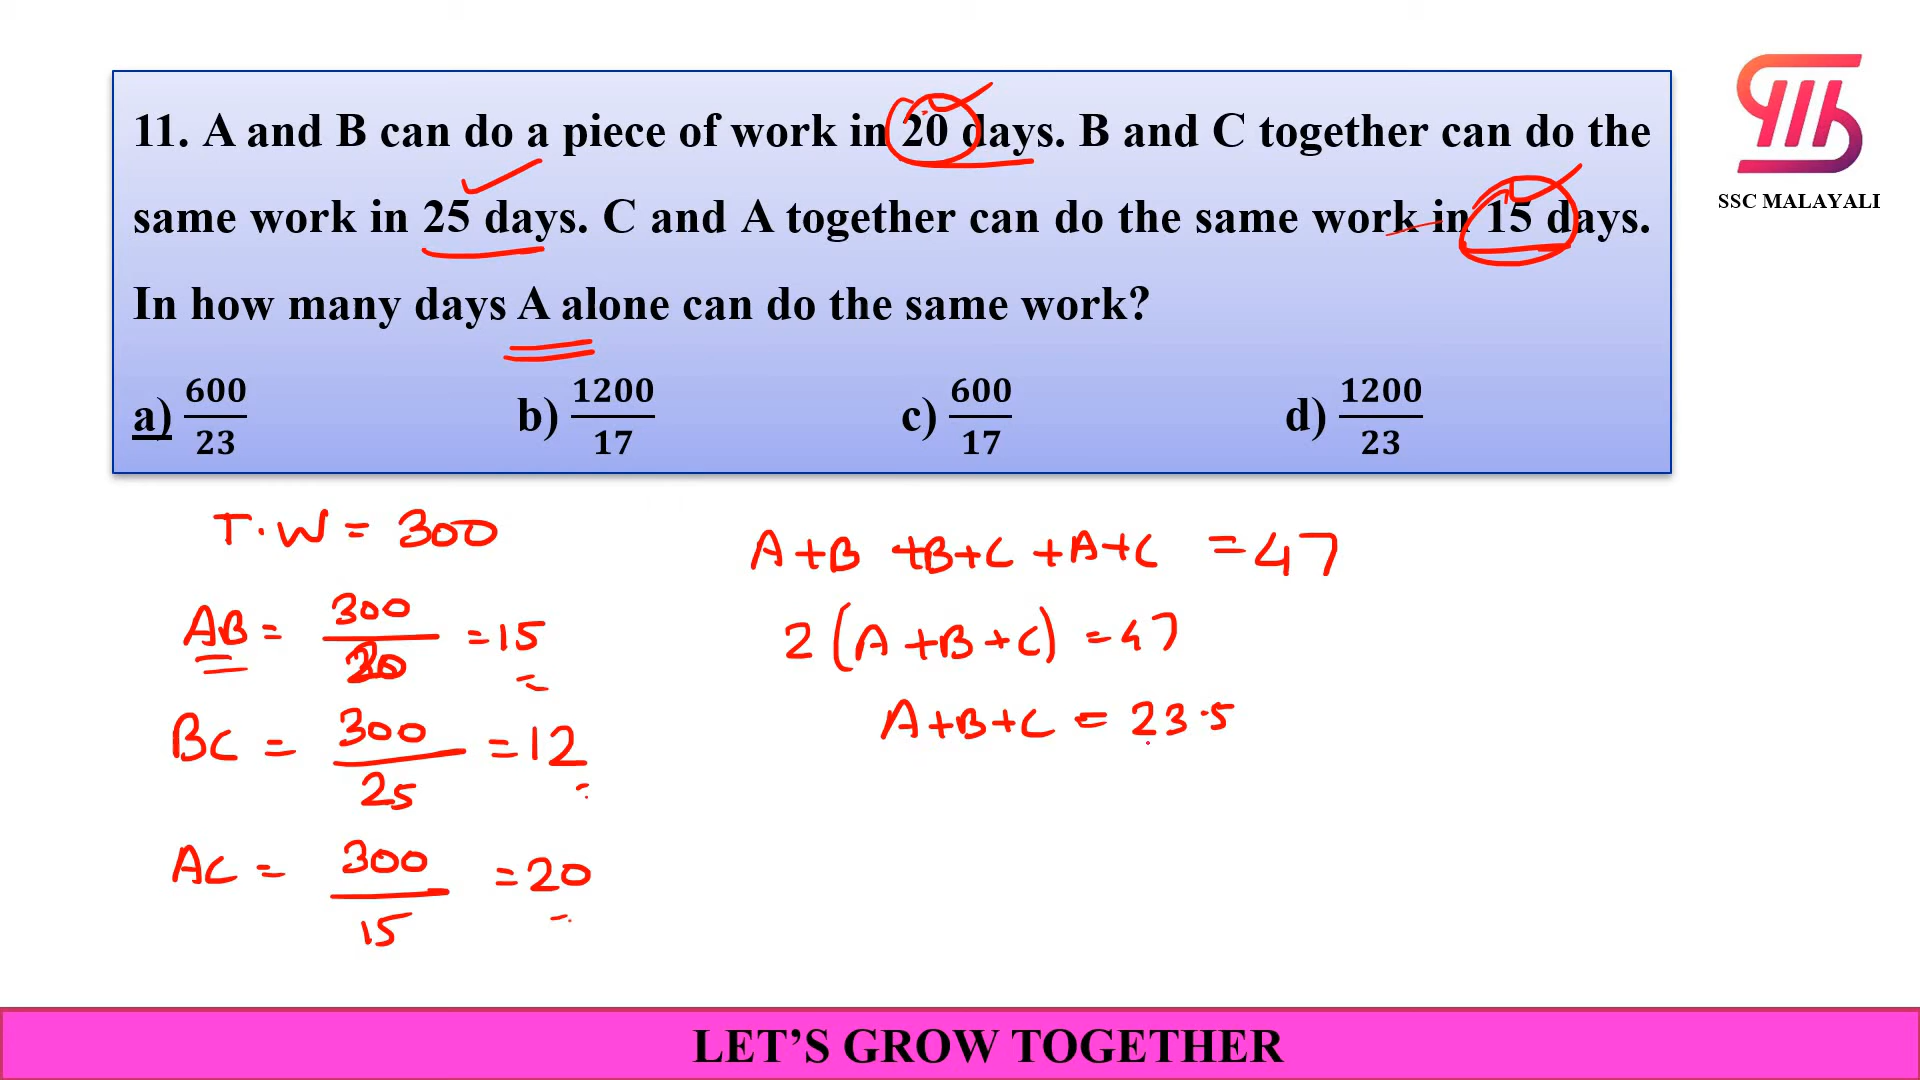 11. A and B can do a piece of work in 20 days. B and C together can do the
same work in 25 days. C and A together can do the same work in 15 days.
In how many days A alone can do the same work?
a) 600/23 b) 1200/17 c) 600/17 d) 1200/23
SSC MALAYALI
T.W = 300
AB = 300/20 = 15
BC = 300/25 = 12
AC = 300/15 = 20
A+B +B+C +A+C = 47
2(A+B+C) = 47
A+B+C = 23.5
LET’S GROW TOGETHER